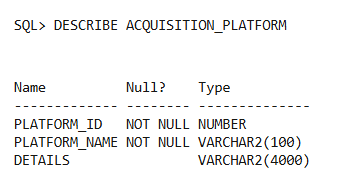 SQL> DESCRIBE ACQUISITION_PLATFORM
Name          Null?    Type
------------- -------- --------------
PLATFORM_ID   NOT NULL NUMBER
PLATFORM_NAME NOT NULL VARCHAR2(100)
DETAILS                VARCHAR2(4000)